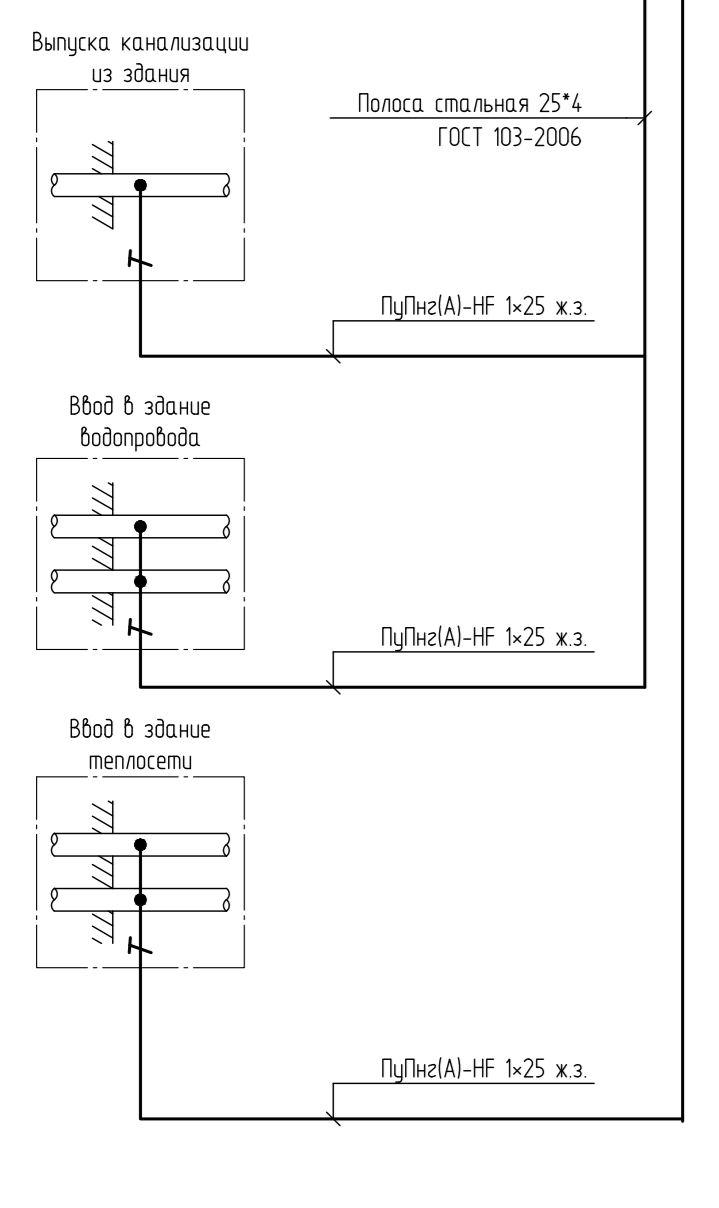 Выпуска канализации
из здания
Полоса стальная 25*4
ГОСТ 103-2006
ПуПнг(А)-HF 1×25 ж.з.
Ввод в здание
водопровода
ПуПнг(А)-HF 1×25 ж.з.
Ввод в здание
теплосети
ПуПнг(А)-HF 1×25 ж.з.